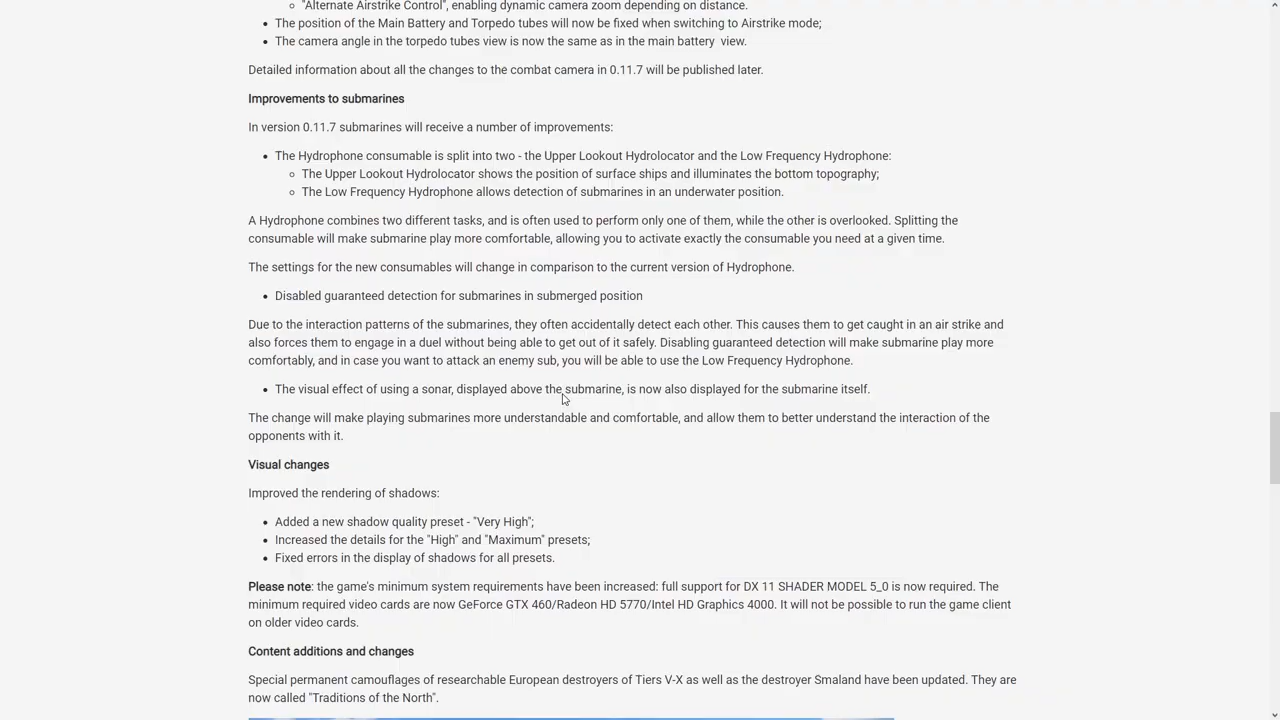 "Alternate Airstrike Control", enabling dynamic camera zoom depending on distance.
The position of the Main Battery and Torpedo tubes will now be fixed when switching to Airstrike mode;
The camera angle in the torpedo tubes view is now the same as in the main battery view.
Detailed information about all the changes to the combat camera in 0.11.7 will be published later.
Improvements to submarines
In version 0.11.7 submarines will receive a number of improvements:
The Hydrophone consumable is split into two - the Upper Lookout Hydrolocator and the Low Frequency Hydrophone:
The Upper Lookout Hydrolocator shows the position of surface ships and illuminates the bottom topography;
The Low Frequency Hydrophone allows detection of submarines in an underwater position.
A Hydrophone combines two different tasks, and is often used to perform only one of them, while the other is overlooked. Splitting the
consumable will make submarine play more comfortable, allowing you to activate exactly the consumable you need at a given time.
The settings for the new consumables will change in comparison to the current version of Hydrophone.
Disabled guaranteed detection for submarines in submerged position
Due to the interaction patterns of the submarines, they often accidentally detect each other. This causes them to get caught in an air strike and
also forces them to engage in a duel without being able to get out of it safely. Disabling guaranteed detection will make submarine play more
comfortably, and in case you want to attack an enemy sub, you will be able to use the Low Frequency Hydrophone.
The visual effect of using a sonar, displayed above the submarine, is now also displayed for the submarine itself.
The change will make playing submarines more understandable and comfortable, and allow them to better understand the interaction of the
opponents with it.
Visual changes
Improved the rendering of shadows:
Added a new shadow quality preset - "Very High";
Increased the details for the "High" and "Maximum" presets;
Fixed errors in the display of shadows for all presets.
Please note: the game's minimum system requirements have been increased: full support for DX 11 SHADER MODEL 5_0 is now required. The
minimum required video cards are now GeForce GTX 460/Radeon HD 5770/Intel HD Graphics 4000. It will not be possible to run the game client
on older video cards.
Content additions and changes
Special permanent camouflages of researchable European destroyers of Tiers V-X as well as the destroyer Smaland have been updated. They are
now called "Traditions of the North".